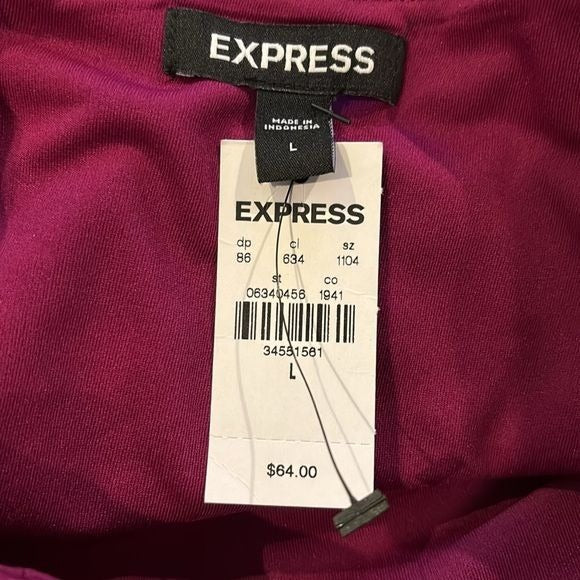 EXPRESS
MADE IN
INDONESIA
L
EXPRESS
dp cl sz
86 634 1104
st co
06340456 1941
34551561
L
$64.00